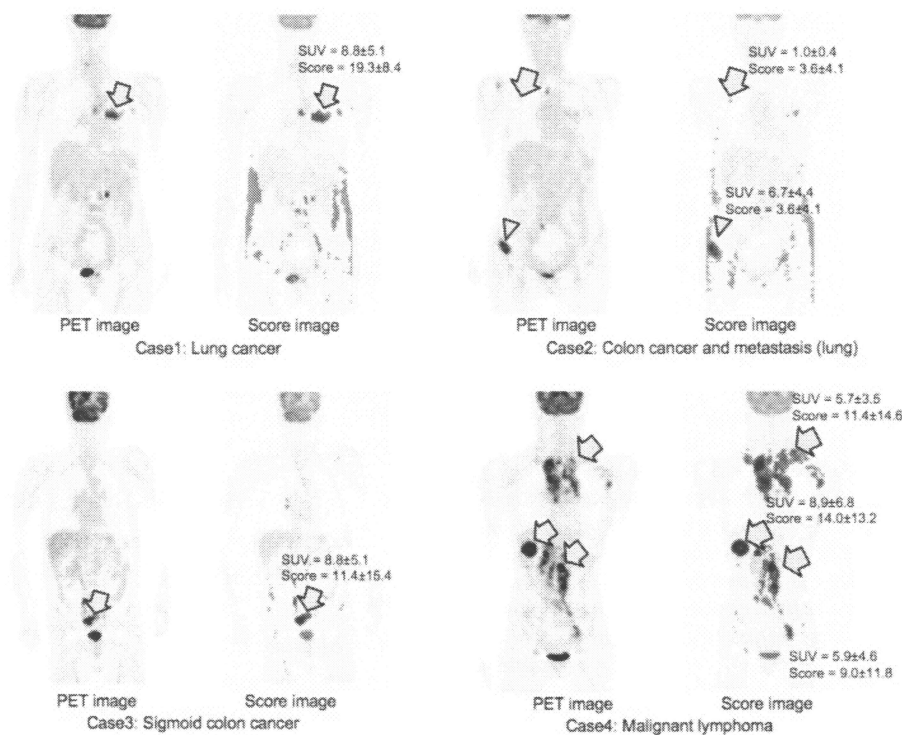 SUV = 8.8±5.1
Score = 19.3±8.4
PET image
Score image
Case1: Lung cancer
SUV = 1.0±0.4
Score = 3.6±4.1
SUV = 6.7±4.4
Score = 3.6±4.1
PET image
Score image
Case2: Colon cancer and metastasis (lung)
SUV = 8.8±5.1
Score = 11.4±15.4
PET image
Score image
Case3: Sigmoid colon cancer
SUV = 5.7±3.5
Score = 11.4±14.6
SUV = 8.9±6.8
Score = 14.0±13.2
SUV = 5.9±4.6
Score = 9.0±11.8
PET image
Score image
Case4: Malignant lymphoma